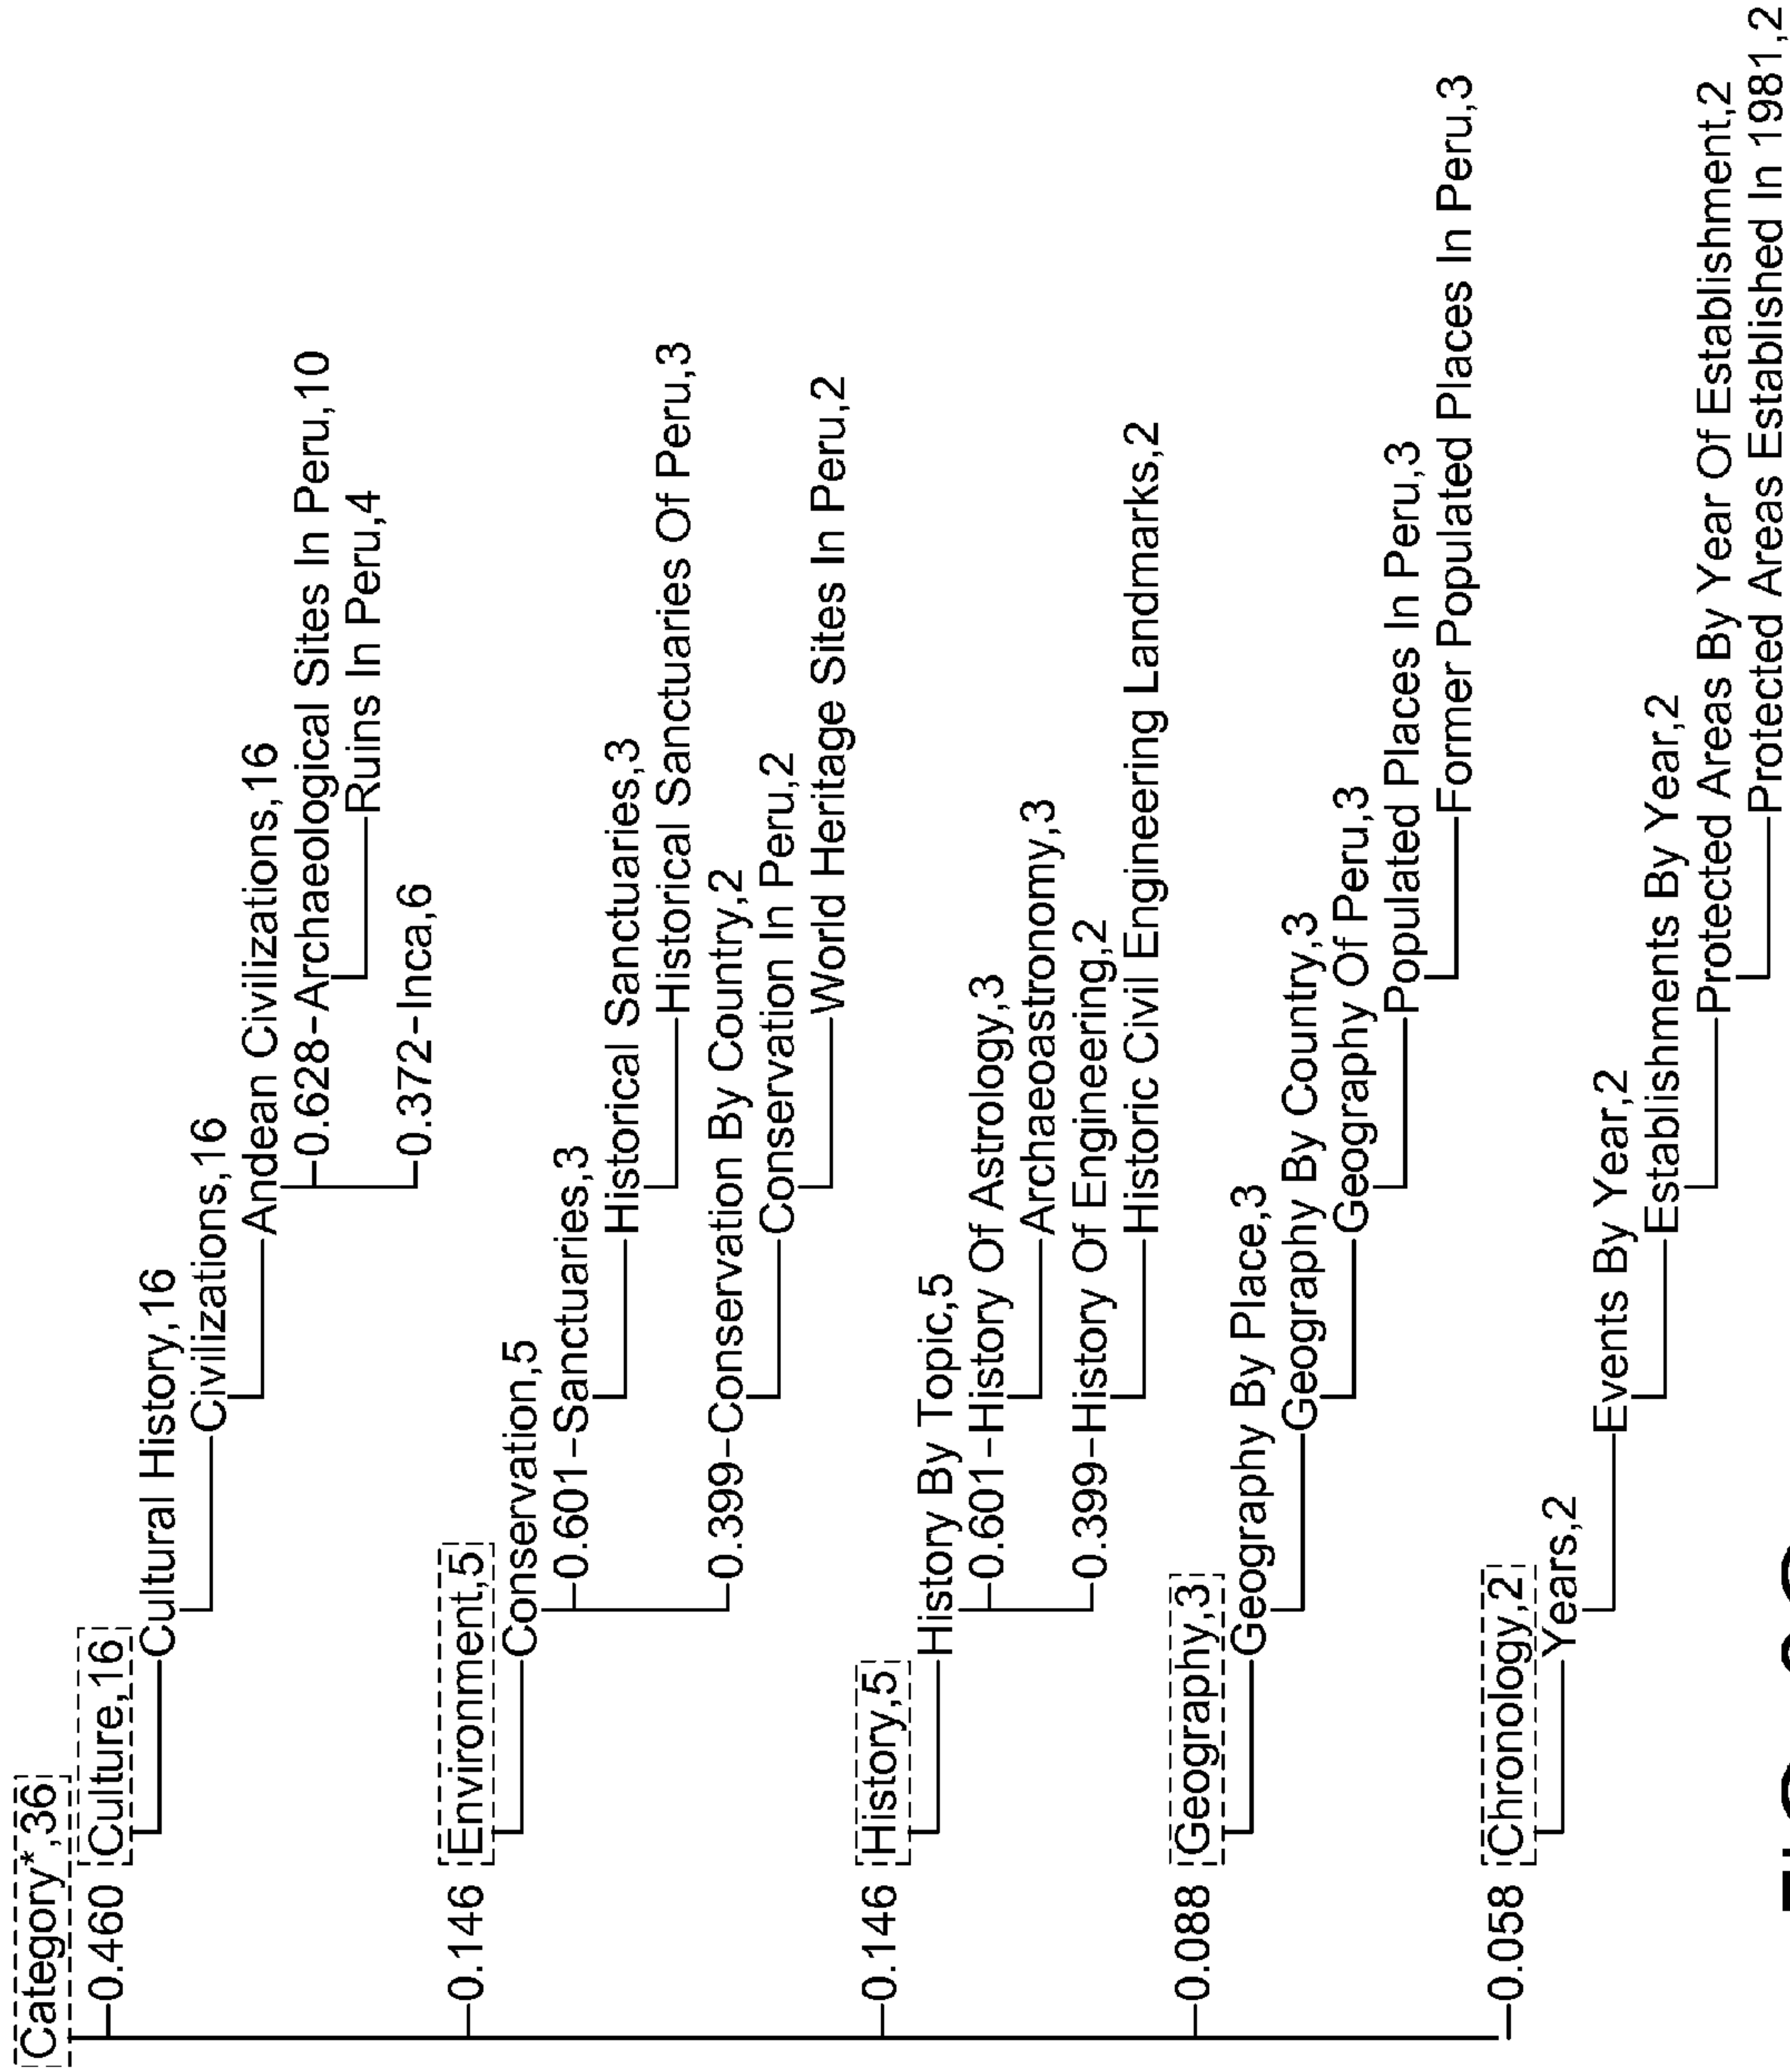 Category*,36
0.460 Culture,16
Cultural History,16
Civilizations,16
Andean Civilizations,16
0.628-Archaeological Sites In Peru,10
Ruins In Peru,4
0.372-Inca,6
0.146 Environment,5
Conservation,5
0.601-Sanctuaries,3
Historical Sanctuaries,3
Historical Sanctuaries Of Peru,3
0.399-Conservation By Country,2
Conservation In Peru,2
World Heritage Sites In Peru,2
0.146 History,5
History By Topic,5
0.601-History Of Astrology,3
Archaeoastronomy,3
0.399-History Of Engineering,2
Historic Civil Engineering Landmarks,2
0.088 Geography,3
Geography By Place,3
Geography By Country,3
Geography Of Peru,3
Populated Places In Peru,3
Former Populated Places In Peru,3
0.058 Chronology,2
Years,2
Events By Year,2
Establishments By Year,2
Protected Areas By Year Of Establishment,2
Protected Areas Established In 1981,2